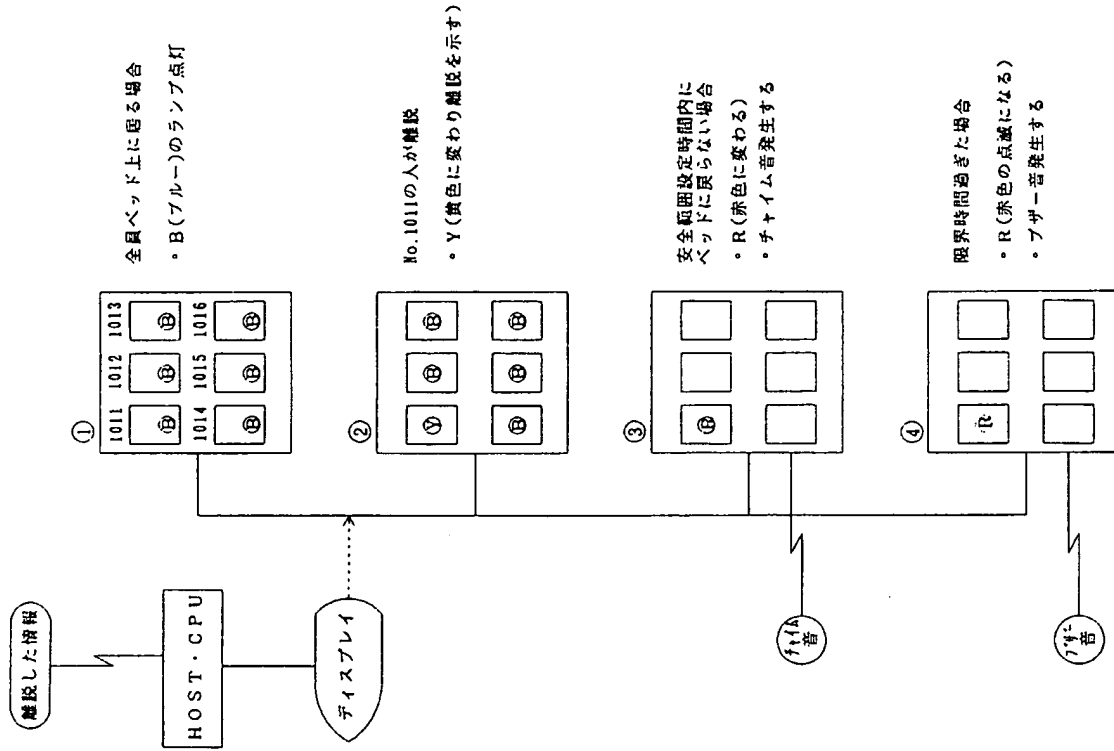 離脱した情報
HOST・CPU
ディスプレイ
①
1011 1012 1013
B B B
1014 1015 1016
B B B
全員ベッド上に居る場合
・B(ブルー)のランプ点灯
②
Y B B
B B B
No.1011の人が離脱
・Y(黄色に変わり離脱を示す)
③
R
安全範囲設定時間内に
ベッドに戻らない場合
・R(赤色に変わる)
・チャイム音発生する
チャイム
音
④
R
限界時間過ぎた場合
・R(赤色の点滅になる)
・ブザー音発生する
ブザー
音